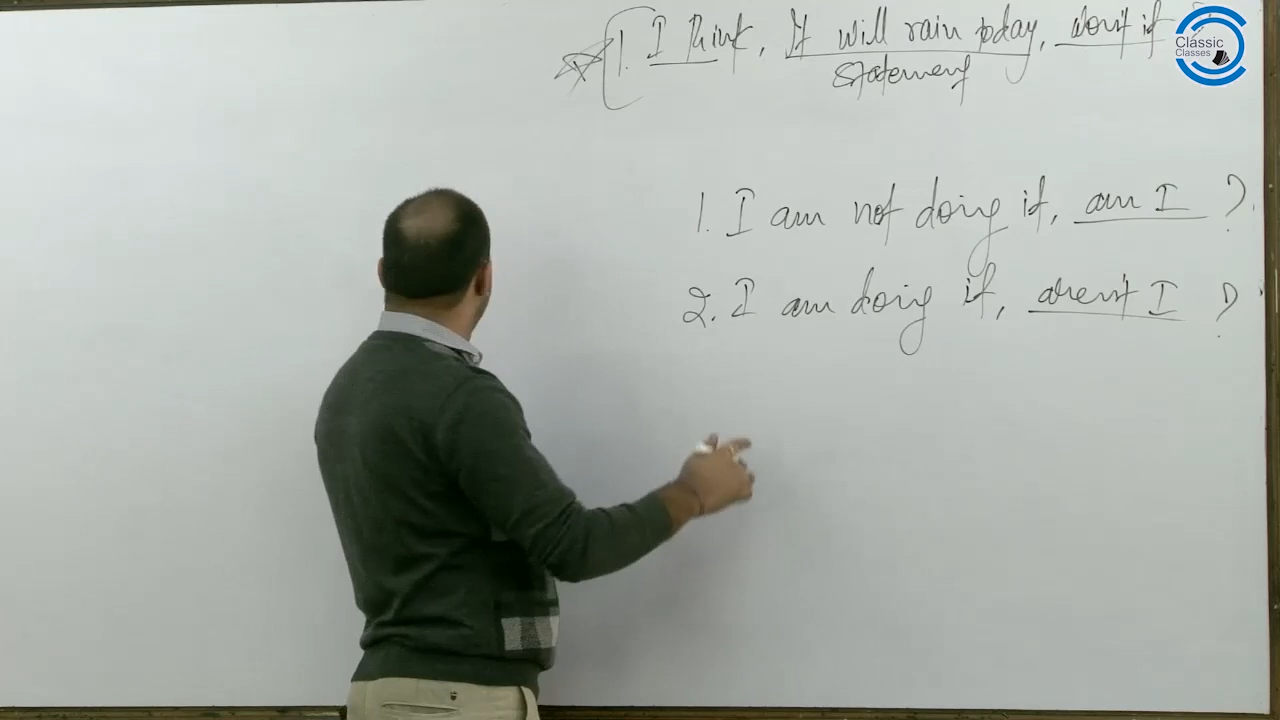 1. I think, It will rain today, won't it
statement
Classic
Classes
1. I am not doing it, am I ?
2. I am doing it, aren't I ?